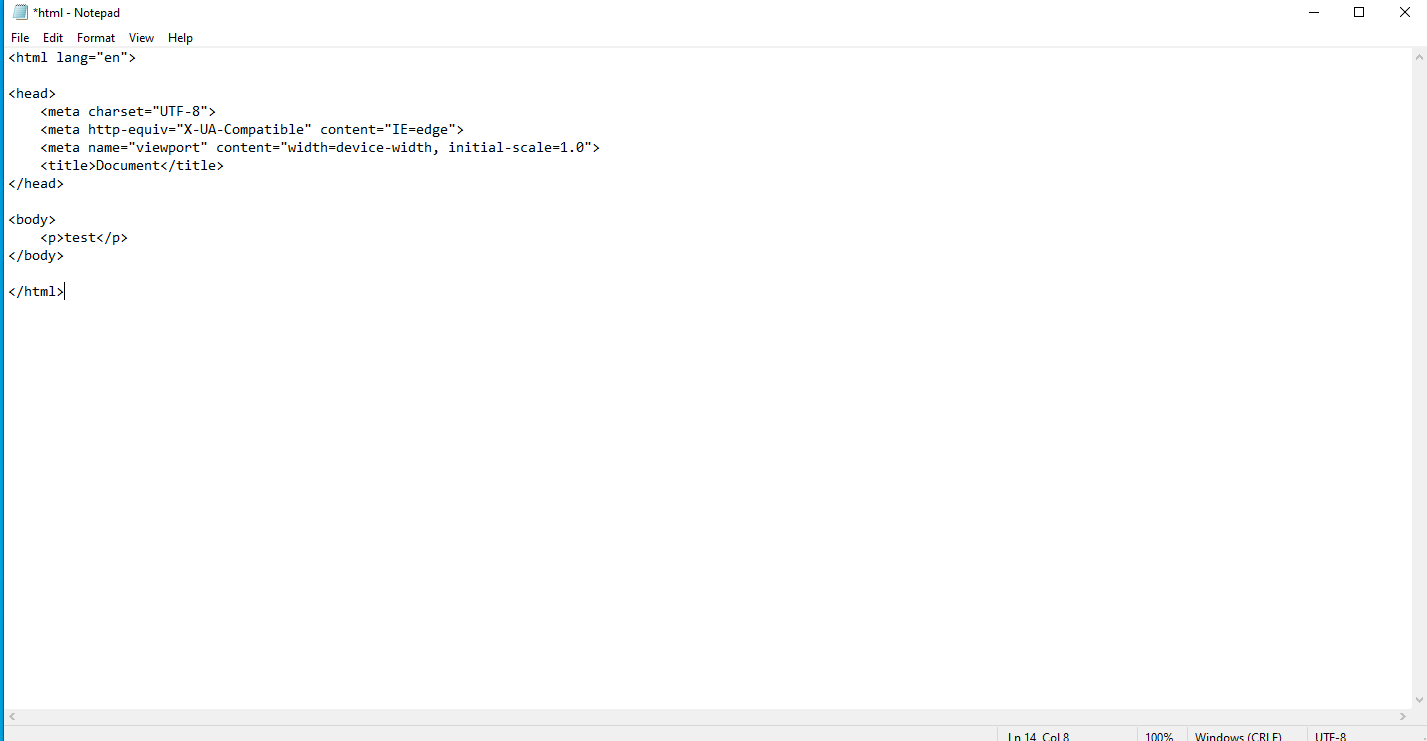 *html - Notepad
File Edit Format View Help
<html lang="en">
<head>
    <meta charset="UTF-8">
    <meta http-equiv="X-UA-Compatible" content="IE=edge">
    <meta name="viewport" content="width=device-width, initial-scale=1.0">
    <title>Document</title>
</head>
<body>
    <p>test</p>
</body>
</html>
Ln 14, Col 8 100% Windows (CRLF) UTF-8